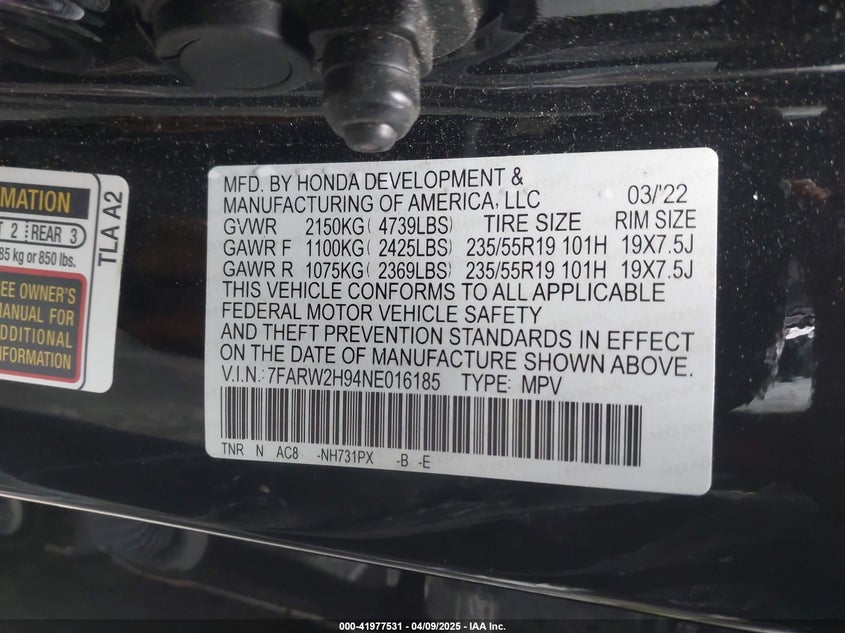 RMATION
T 2 REAR 3
85 kg or 850 lbs.
EE OWNER'S
MANUAL FOR
ADDITIONAL
NFORMATION
TLA A2
MFD. BY HONDA DEVELOPMENT &
MANUFACTURING OF AMERICA, LLC 03/'22
GVWR 2150KG( 4739LBS) TIRE SIZE RIM SIZE
GAWR F 1100KG( 2425LBS) 235/55R19 101H 19X7.5J
GAWR R 1075KG( 2369LBS) 235/55R19 101H 19X7.5J
THIS VEHICLE CONFORMS TO ALL APPLICABLE
FEDERAL MOTOR VEHICLE SAFETY
AND THEFT PREVENTION STANDARDS IN EFFECT
ON THE DATE OF MANUFACTURE SHOWN ABOVE.
V.I.N.:7FARW2H94NE016185 TYPE: MPV
TNR N AC8 -NH731PX -B -E
000-41977531 - 04/09/2025 - IAA Inc.